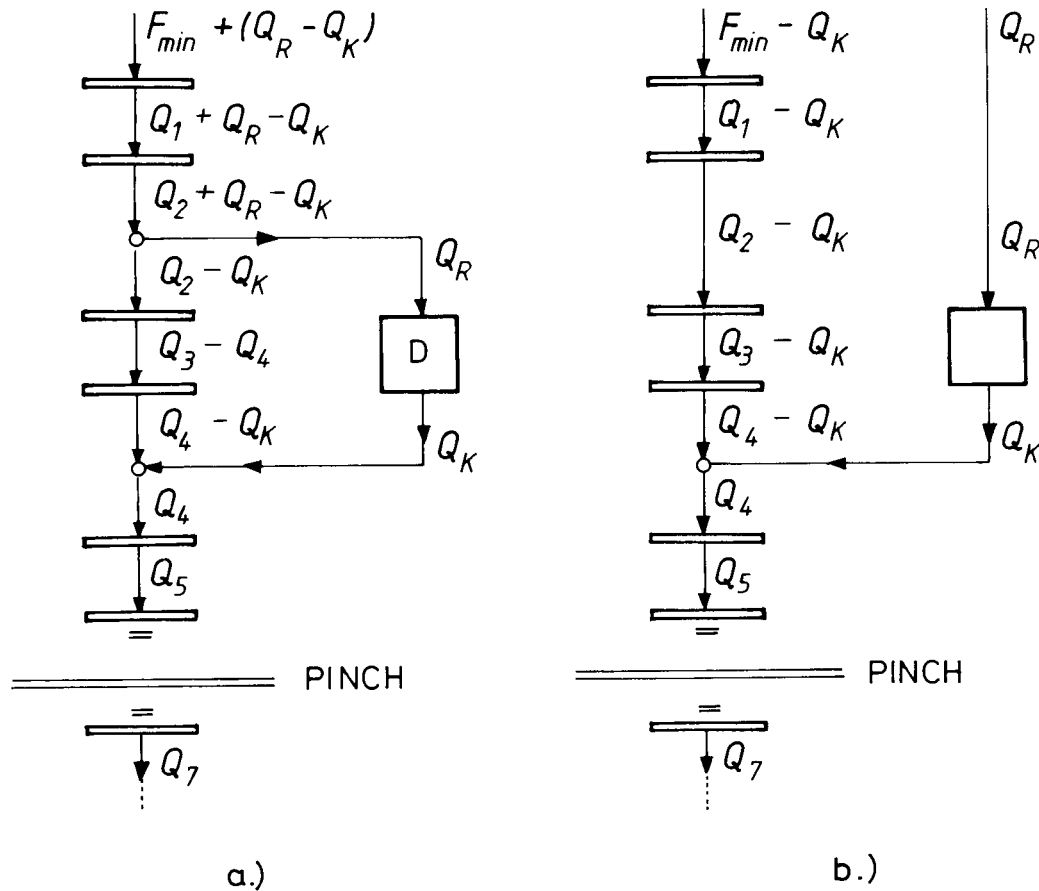 F_min + (Q_R − Q_K)
Q_1 + Q_R − Q_K
Q_2 + Q_R − Q_K
Q_2 − Q_K
Q_R
Q_3 − Q_4
D
Q_4 − Q_K
Q_K
Q_4
Q_5
PINCH
Q_7
a.)
F_min − Q_K
Q_R
Q_1 − Q_K
Q_2 − Q_K
Q_R
Q_3 − Q_K
Q_4 − Q_K
Q_K
Q_4
Q_5
PINCH
Q_7
b.)